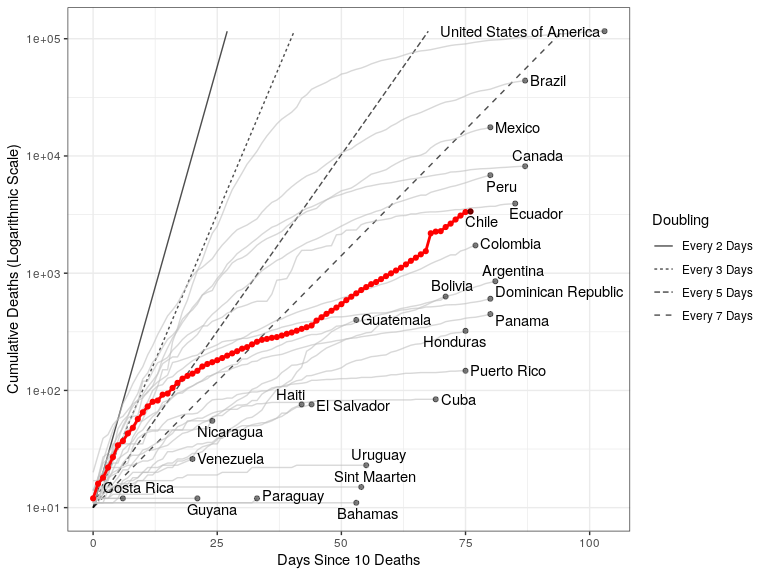 Cumulative Deaths (Logarithmic Scale)
1e+05
1e+04
1e+03
1e+02
1e+01
United States of America
Brazil
Mexico
Canada
Peru
Ecuador
Chile
Colombia
Argentina
Bolivia
Dominican Republic
Guatemala
Panama
Honduras
Puerto Rico
Haiti
El Salvador
Cuba
Nicaragua
Venezuela
Uruguay
Sint Maarten
Costa Rica
Paraguay
Guyana
Bahamas
0
25
50
75
100
Days Since 10 Deaths
Doubling
Every 2 Days
Every 3 Days
Every 5 Days
Every 7 Days